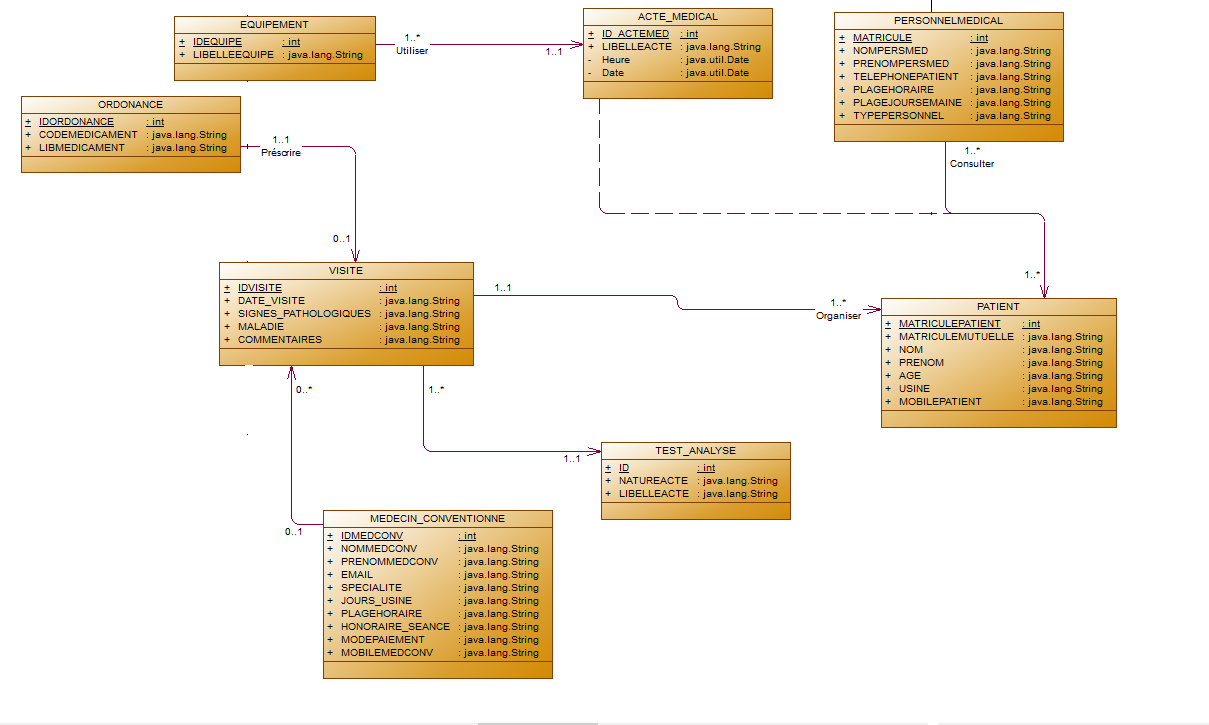 EQUIPEMENT
+ IDEQUIPE : int
+ LIBELLEEQUIPE : java.lang.String
1..*
Utiliser
1..1
ACTE_MEDICAL
+ ID_ACTEMED : int
+ LIBELLEACTE : java.lang.String
- Heure : java.util.Date
- Date : java.util.Date
PERSONNELMEDICAL
+ MATRICULE : int
+ NOMPERSMED : java.lang.String
+ PRENOMPERSMED : java.lang.String
+ TELEPHONEPATIENT : java.lang.String
+ PLAGEHORAIRE : java.lang.String
+ PLAGEJOURSEMAINE : java.lang.String
+ TYPEPERSONNEL : java.lang.String
ORDONANCE
+ IDORDONANCE : int
+ CODEMEDICAMENT : java.lang.String
+ LIBMEDICAMENT : java.lang.String
1..1
Préscrire
0..1
1..*
Consulter
1..*
VISITE
+ IDVISITE : int
+ DATE_VISITE : java.lang.String
+ SIGNES_PATHOLOGIQUES : java.lang.String
+ MALADIE : java.lang.String
+ COMMENTAIRES : java.lang.String
1..1
1..*
Organiser
PATIENT
+ MATRICULEPATIENT : int
+ MATRICULEMUTUELLE : java.lang.String
+ NOM : java.lang.String
+ PRENOM : java.lang.String
+ AGE : java.lang.String
+ USINE : java.lang.String
+ MOBILEPATIENT : java.lang.String
0..*
1..*
1..1
TEST_ANALYSE
+ ID : int
+ NATUREACTE : java.lang.String
+ LIBELLEACTE : java.lang.String
0..1
MEDECIN_CONVENTIONNE
+ IDMEDCONV : int
+ NOMMEDCONV : java.lang.String
+ PRENOMMEDCONV : java.lang.String
+ EMAIL : java.lang.String
+ SPECIALITE : java.lang.String
+ JOURS_USINE : java.lang.String
+ PLAGEHORAIRE : java.lang.String
+ HONORAIRE_SEANCE : java.lang.String
+ MODEPAIEMENT : java.lang.String
+ MOBILEMEDCONV : java.lang.String